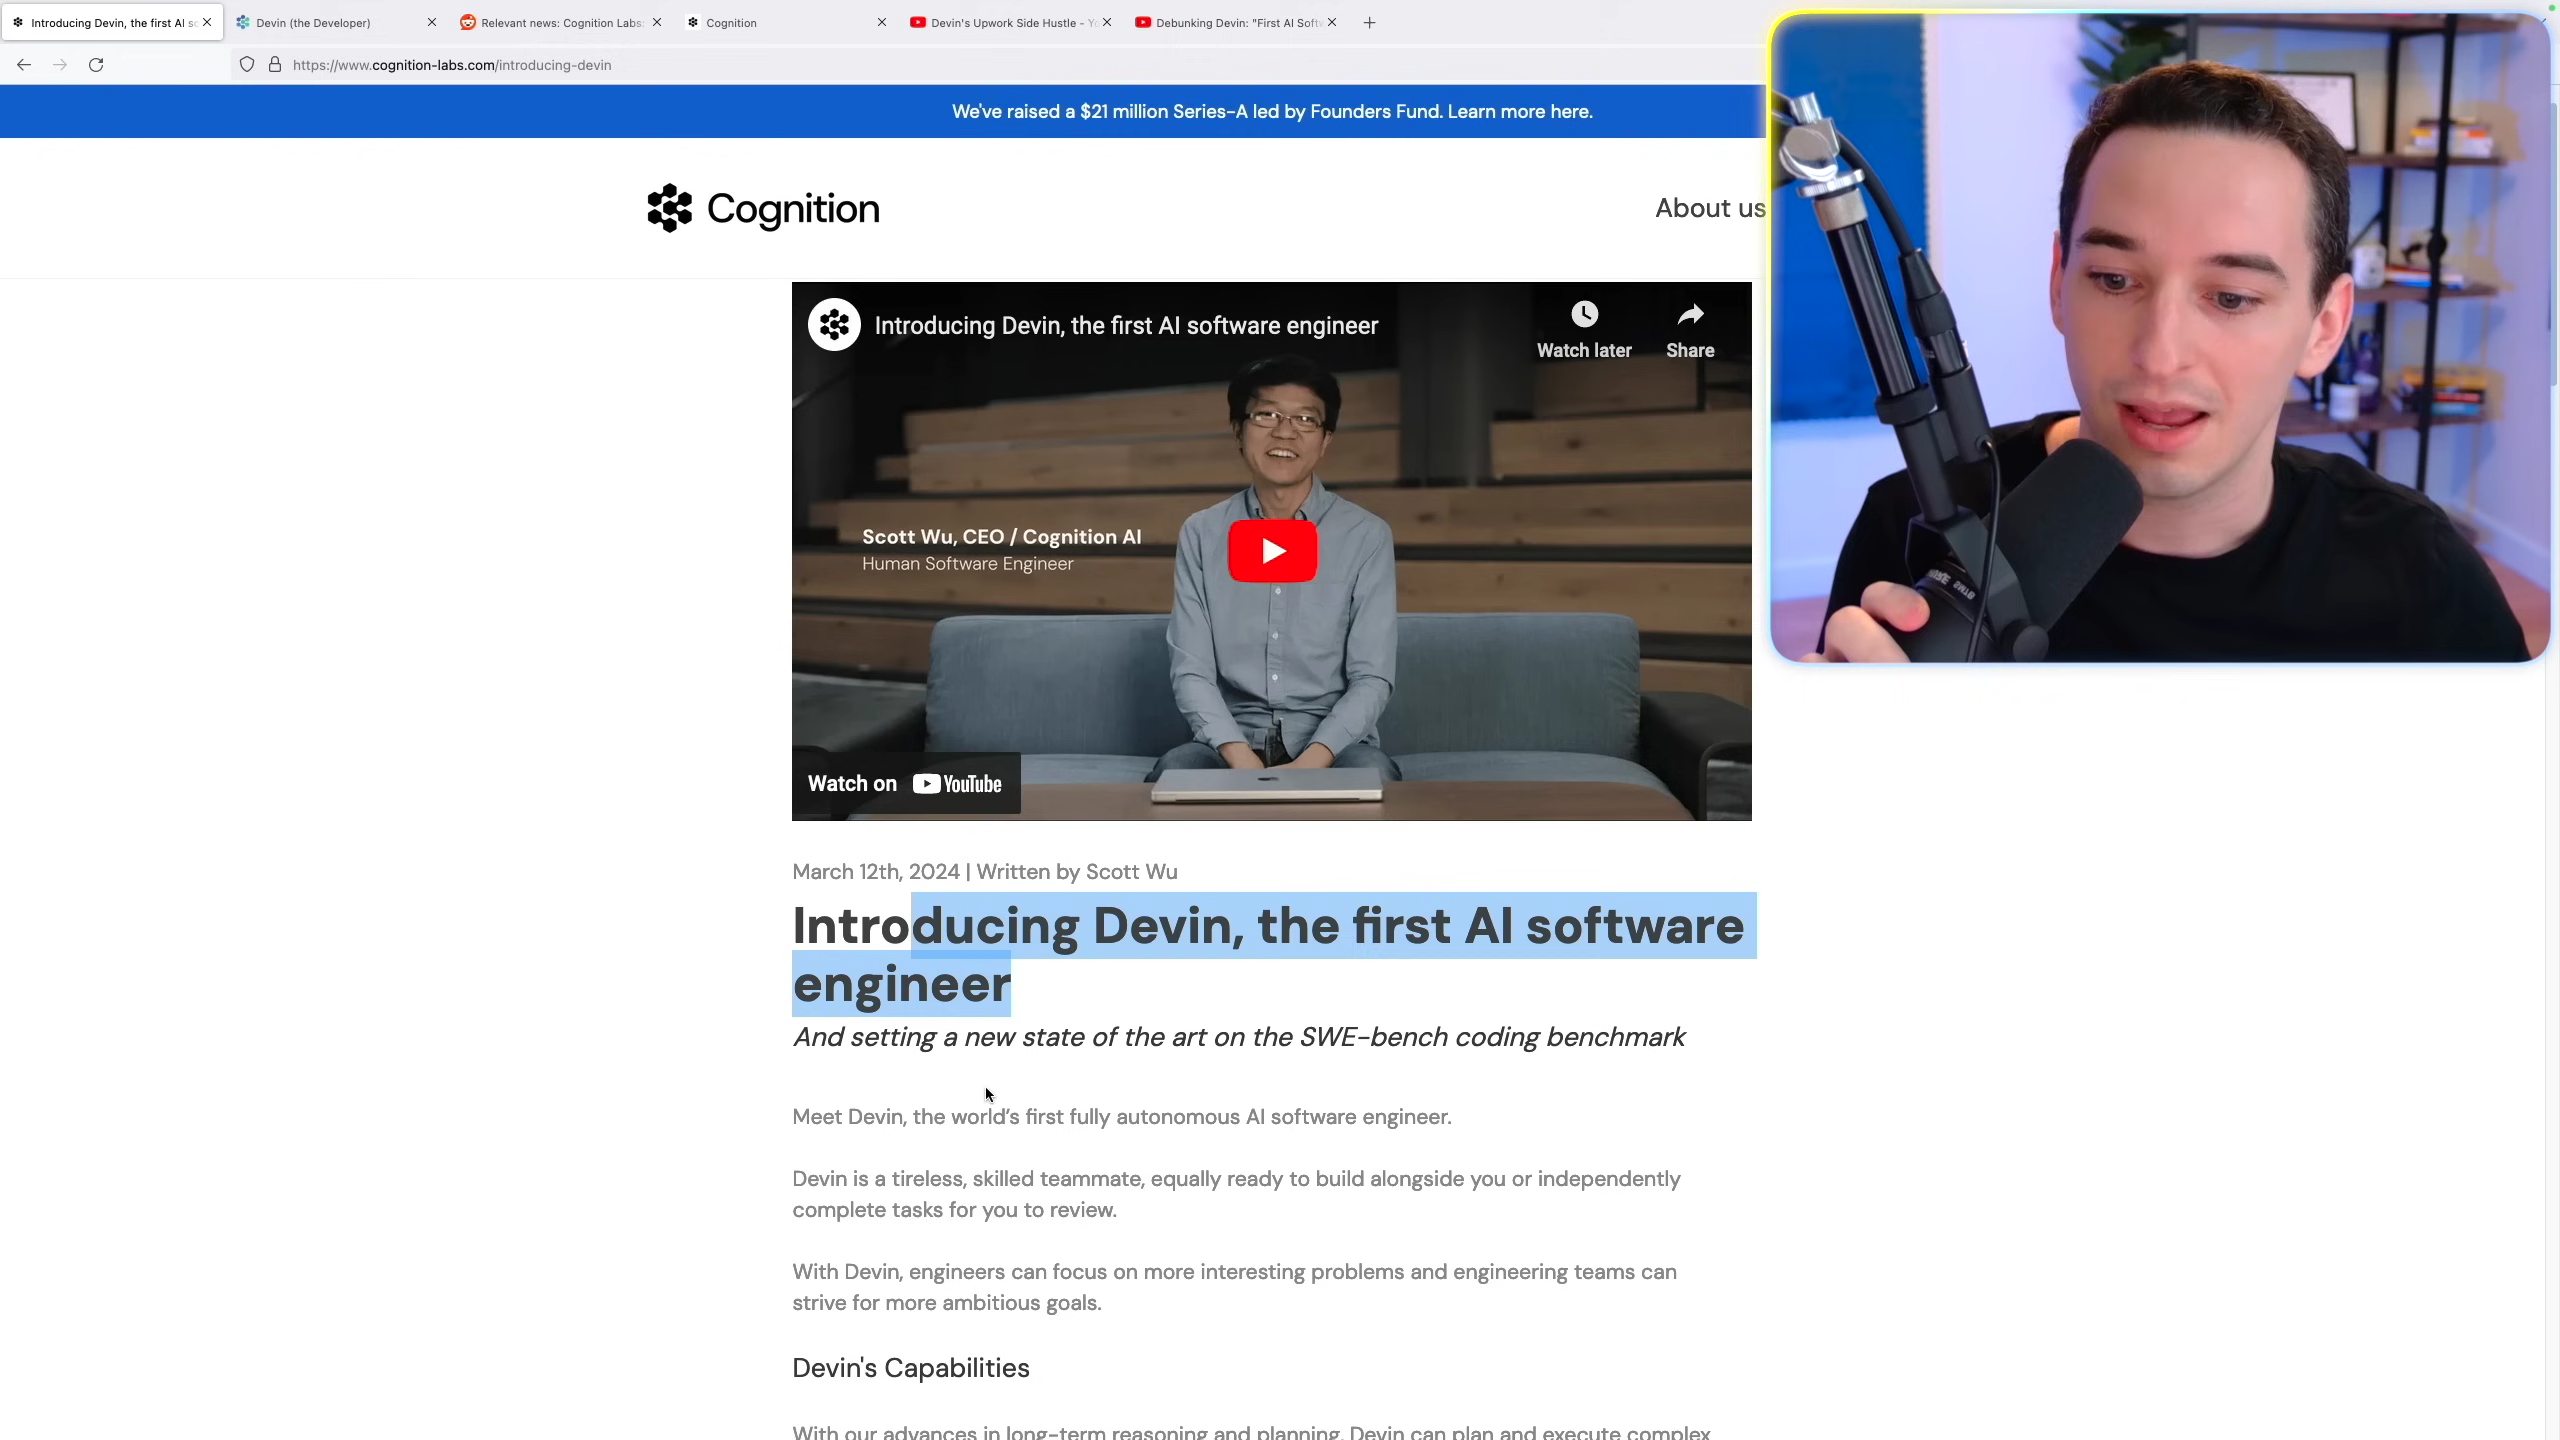 Introducing Devin, the first AI so
Devin (the Developer)
Relevant news: Cognition Labs:
Cognition
Devin's Upwork Side Hustle - Yo
Debunking Devin: "First AI Softw
https://www.cognition-labs.com/introducing-devin
We've raised a $21 million Series-A led by Founders Fund. Learn more here.
Cognition
About us
Introducing Devin, the first AI software engineer
Watch later
Share
Scott Wu, CEO / Cognition AI
Human Software Engineer
Watch on YouTube
March 12th, 2024 | Written by Scott Wu
Introducing Devin, the first AI software
engineer
And setting a new state of the art on the SWE-bench coding benchmark
Meet Devin, the world's first fully autonomous AI software engineer.
Devin is a tireless, skilled teammate, equally ready to build alongside you or independently
complete tasks for you to review.
With Devin, engineers can focus on more interesting problems and engineering teams can
strive for more ambitious goals.
Devin's Capabilities
With our advances in long-term reasoning and planning, Devin can plan and execute complex